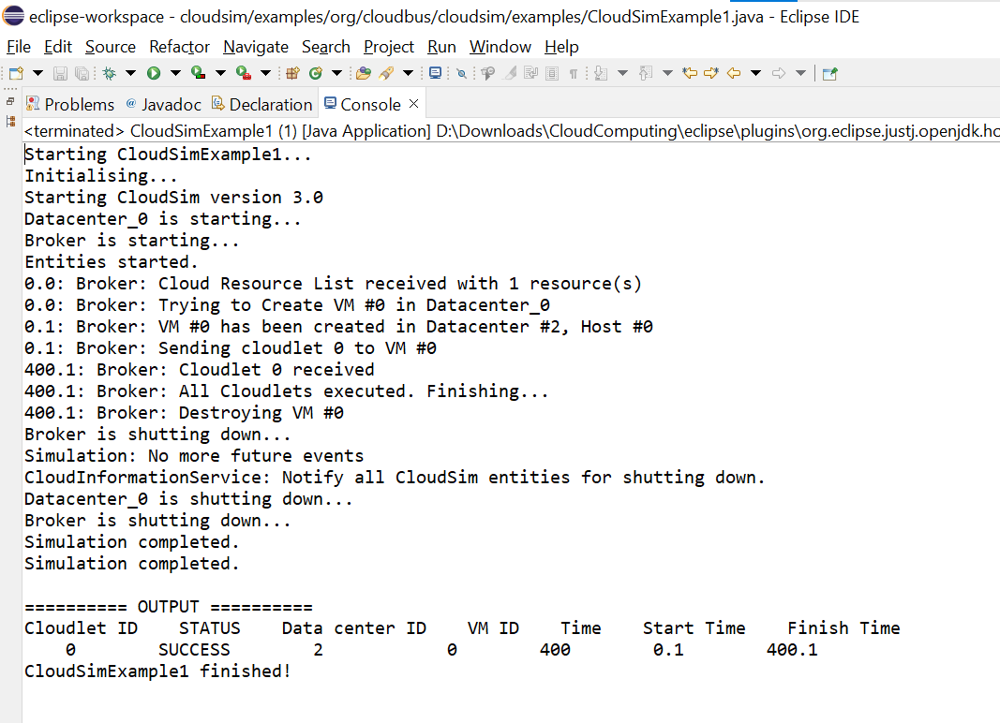 eclipse-workspace - cloudsim/examples/org/cloudbus/cloudsim/examples/CloudSimExample1.java - Eclipse IDE
File Edit Source Refactor Navigate Search Project Run Window Help
Problems @ Javadoc Declaration Console
<terminated> CloudSimExample1 (1) [Java Application] D:\Downloads\CloudComputing\eclipse\plugins\org.eclipse.justj.openjdk.ho
Starting CloudSimExample1...
Initialising...
Starting CloudSim version 3.0
Datacenter_0 is starting...
Broker is starting...
Entities started.
0.0: Broker: Cloud Resource List received with 1 resource(s)
0.0: Broker: Trying to Create VM #0 in Datacenter_0
0.1: Broker: VM #0 has been created in Datacenter #2, Host #0
0.1: Broker: Sending cloudlet 0 to VM #0
400.1: Broker: Cloudlet 0 received
400.1: Broker: All Cloudlets executed. Finishing...
400.1: Broker: Destroying VM #0
Broker is shutting down...
Simulation: No more future events
CloudInformationService: Notify all CloudSim entities for shutting down.
Datacenter_0 is shutting down...
Broker is shutting down...
Simulation completed.
Simulation completed.
========== OUTPUT ==========
Cloudlet ID    STATUS    Data center ID    VM ID    Time    Start Time    Finish Time
0    SUCCESS    2    0    400    0.1    400.1
CloudSimExample1 finished!